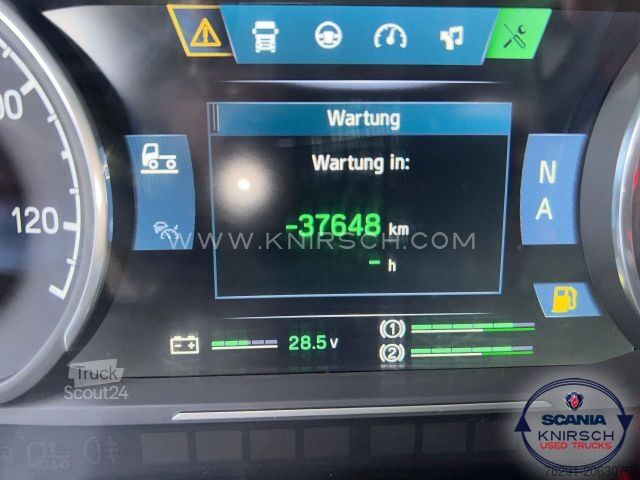 Wartung
Wartung in:
-37648 km
- h
120
N
A
WWW.KNIRSCH.COM
28.5 V
(1)
(2)
Truck
Scout24
SCANIA
KNIRSCH
USED TRUCKS